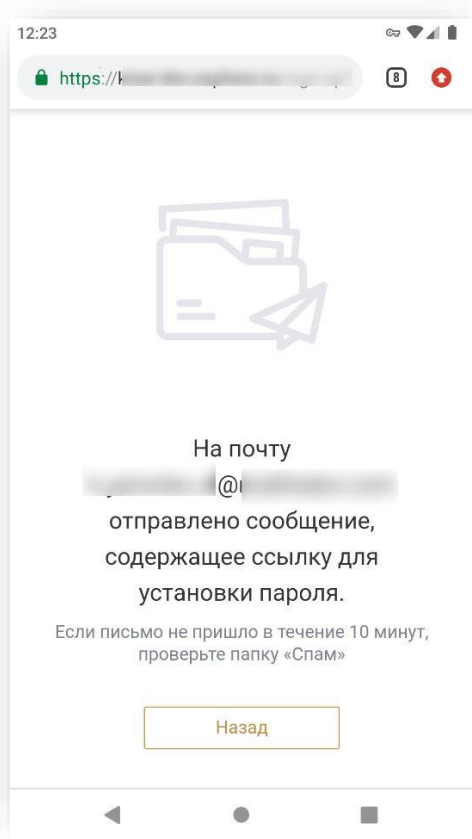 12:23
https://
8
На почту
@
отправлено сообщение,
содержащее ссылку для
установки пароля.
Если письмо не пришло в течение 10 минут,
проверьте папку «Спам»
Назад